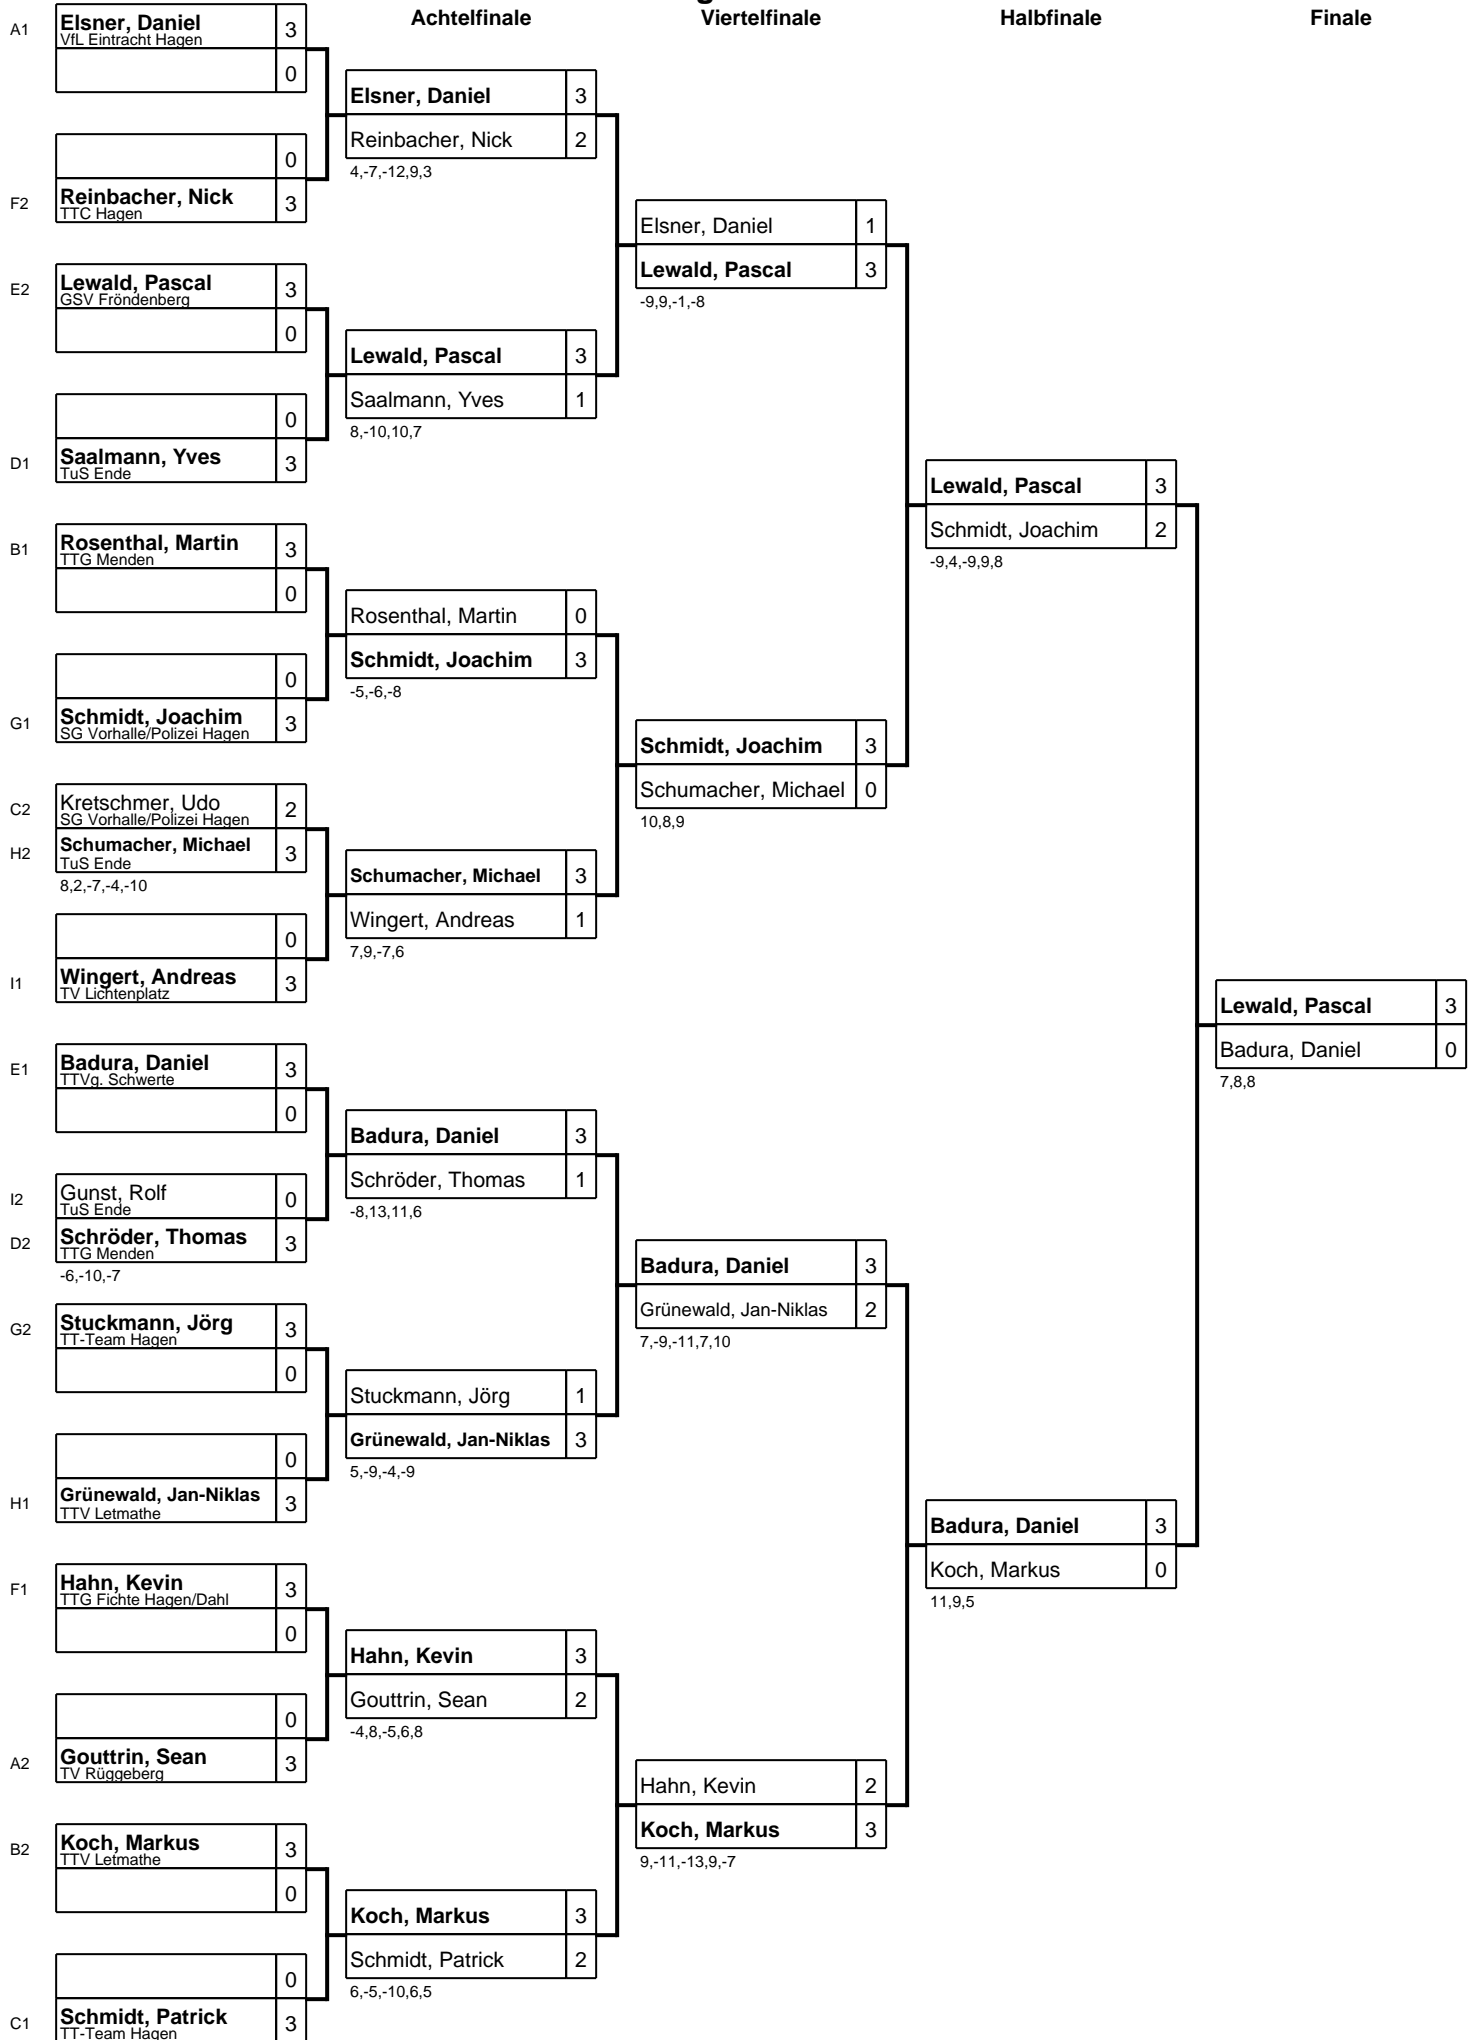 Achtelfinale
Viertelfinale
Halbfinale
Finale
A1
Elsner, Daniel 3
VfL Eintracht Hagen
0
0
F2
Reinbacher, Nick 3
TTC Hagen
E2
Lewald, Pascal 3
GSV Fröndenberg
0
0
D1
Saalmann, Yves 3
TuS Ende
B1
Rosenthal, Martin 3
TTG Menden
0
0
G1
Schmidt, Joachim 3
SG Vorhalle/Polizei Hagen
C2
Kretschmer, Udo 2
SG Vorhalle/Polizei Hagen
H2
Schumacher, Michael 3
TuS Ende
8,2,-7,-4,-10
0
I1
Wingert, Andreas 3
TV Lichtenplatz
E1
Badura, Daniel 3
TTVg. Schwerte
0
I2
Gunst, Rolf 0
TuS Ende
D2
Schröder, Thomas 3
TTG Menden
-6,-10,-7
G2
Stuckmann, Jörg 3
TT-Team Hagen
0
0
H1
Grünewald, Jan-Niklas 3
TTV Letmathe
F1
Hahn, Kevin 3
TTG Fichte Hagen/Dahl
0
0
A2
Gouttrin, Sean 3
TV Rüggeberg
B2
Koch, Markus 3
TTV Letmathe
0
0
C1
Schmidt, Patrick 3
TT-Team Hagen
Elsner, Daniel 3
Reinbacher, Nick 2
4,-7,-12,9,3
Lewald, Pascal 3
Saalmann, Yves 1
8,-10,10,7
Rosenthal, Martin 0
Schmidt, Joachim 3
-5,-6,-8
Schumacher, Michael 3
Wingert, Andreas 1
7,9,-7,6
Badura, Daniel 3
Schröder, Thomas 1
-8,13,11,6
Stuckmann, Jörg 1
Grünewald, Jan-Niklas 3
5,-9,-4,-9
Hahn, Kevin 3
Gouttrin, Sean 2
-4,8,-5,6,8
Koch, Markus 3
Schmidt, Patrick 2
6,-5,-10,6,5
Elsner, Daniel 1
Lewald, Pascal 3
-9,9,-1,-8
Schmidt, Joachim 3
Schumacher, Michael 0
10,8,9
Badura, Daniel 3
Grünewald, Jan-Niklas 2
7,-9,-11,7,10
Hahn, Kevin 2
Koch, Markus 3
9,-11,-13,9,-7
Lewald, Pascal 3
Schmidt, Joachim 2
-9,4,-9,9,8
Badura, Daniel 3
Koch, Markus 0
11,9,5
Lewald, Pascal 3
Badura, Daniel 0
7,8,8